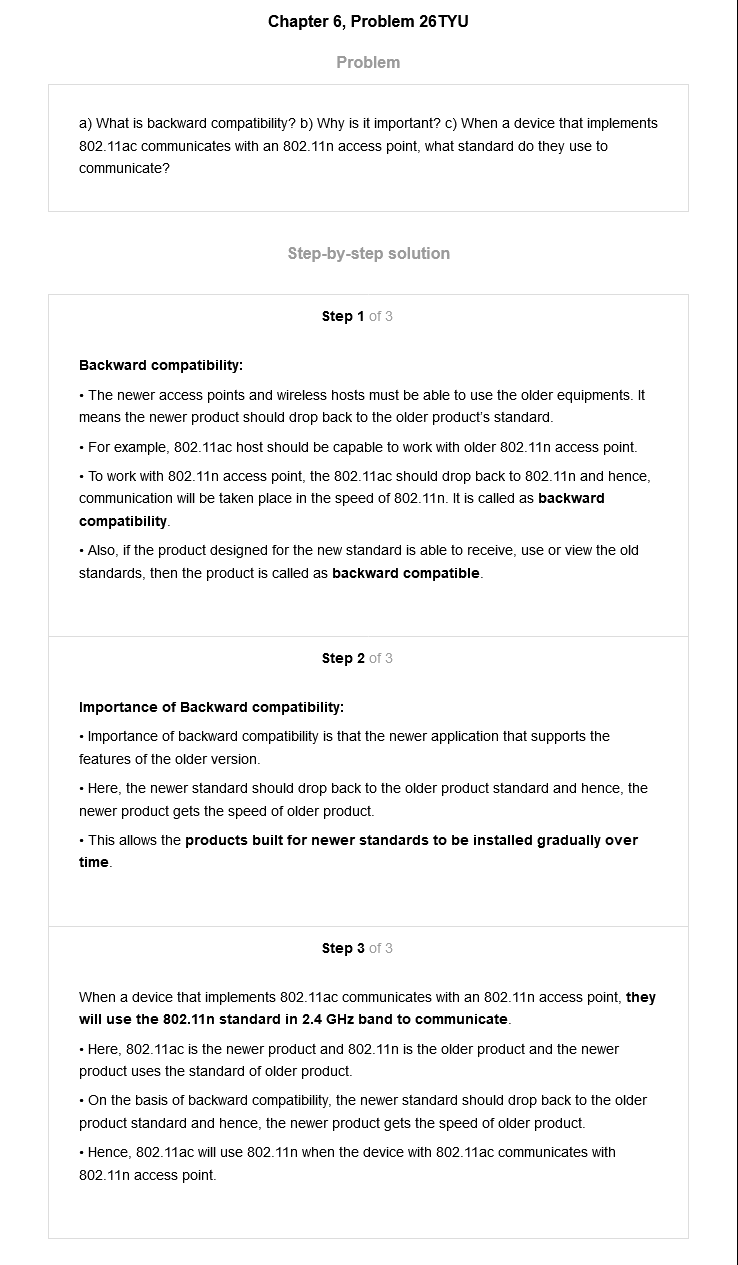 Chapter 6, Problem 26TYU
Problem
a) What is backward compatibility? b) Why is it important? c) When a device that implements
802.11ac communicates with an 802.11n access point, what standard do they use to
communicate?
Step-by-step solution
Step 1 of 3
Backward compatibility:
• The newer access points and wireless hosts must be able to use the older equipments. It
means the newer product should drop back to the older product's standard.
• For example, 802.11ac host should be capable to work with older 802.11n access point.
• To work with 802.11n access point, the 802.11ac should drop back to 802.11n and hence,
communication will be taken place in the speed of 802.11n. It is called as backward
compatibility.
• Also, if the product designed for the new standard is able to receive, use or view the old
standards, then the product is called as backward compatible.
Step 2 of 3
Importance of Backward compatibility:
• Importance of backward compatibility is that the newer application that supports the
features of the older version.
• Here, the newer standard should drop back to the older product standard and hence, the
newer product gets the speed of older product.
• This allows the products built for newer standards to be installed gradually over
time.
Step 3 of 3
When a device that implements 802.11ac communicates with an 802.11n access point, they
will use the 802.11n standard in 2.4 GHz band to communicate.
• Here, 802.11ac is the newer product and 802.11n is the older product and the newer
product uses the standard of older product.
• On the basis of backward compatibility, the newer standard should drop back to the older
product standard and hence, the newer product gets the speed of older product.
• Hence, 802.11ac will use 802.11n when the device with 802.11ac communicates with
802.11n access point.